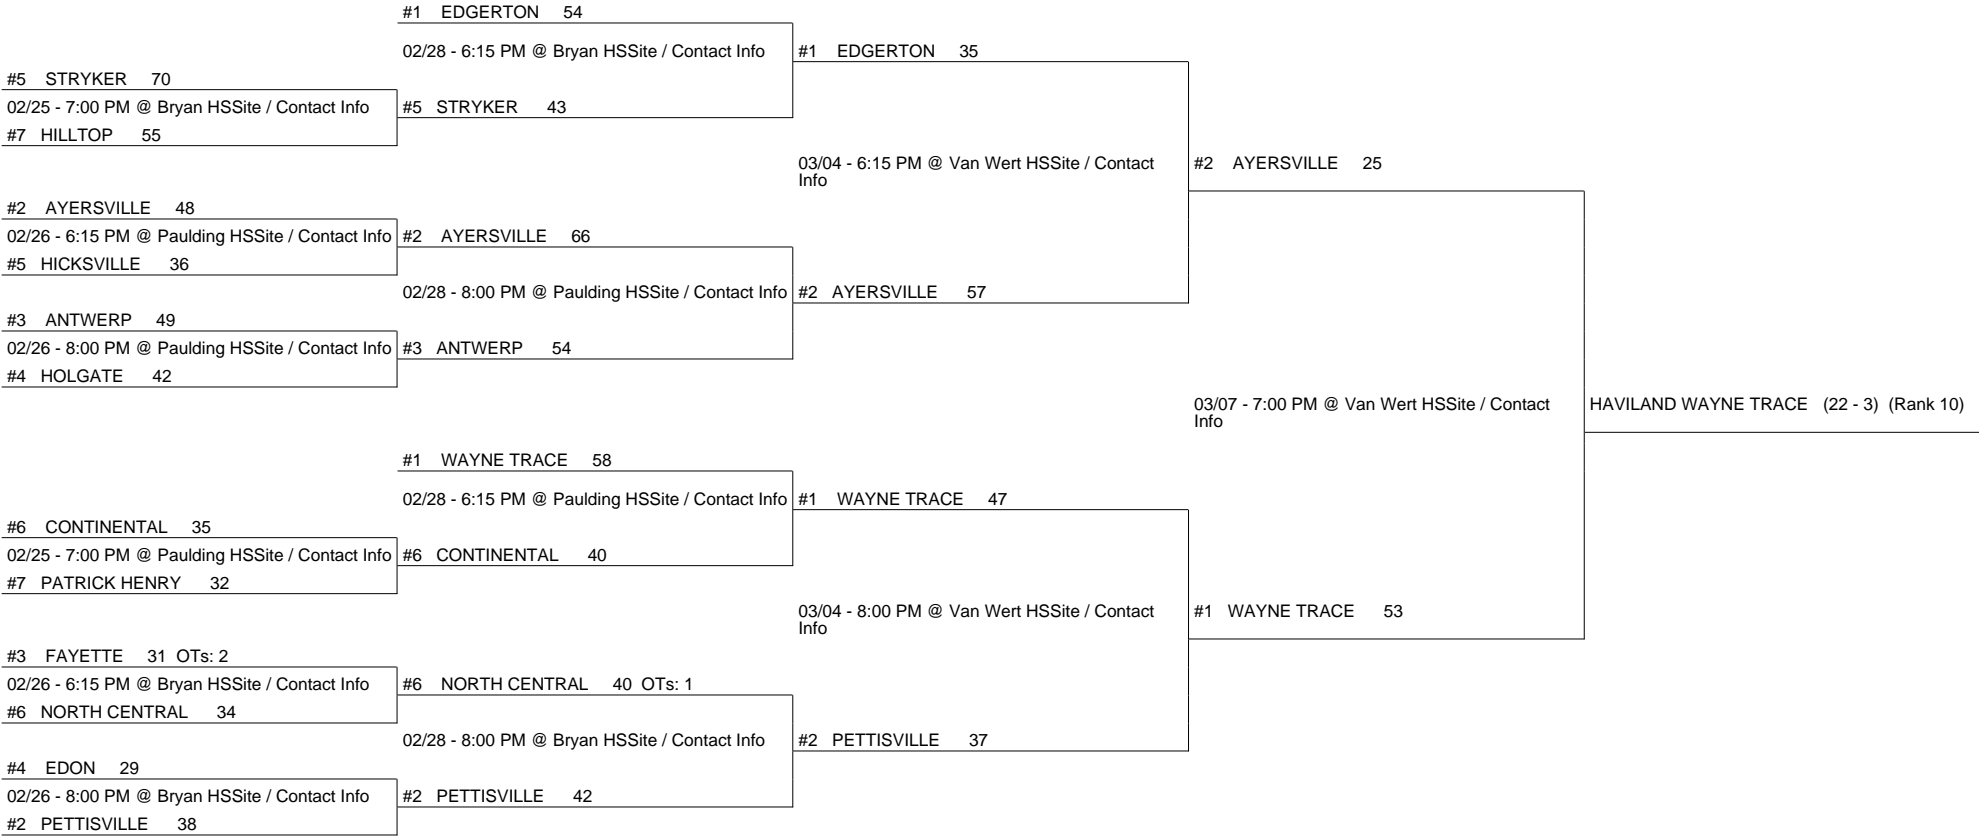 #1 EDGERTON 54
02/28 - 6:15 PM @ Bryan HSSite / Contact Info
#1 EDGERTON 35
#5 STRYKER 70
02/25 - 7:00 PM @ Bryan HSSite / Contact Info
#5 STRYKER 43
#7 HILLTOP 55
03/04 - 6:15 PM @ Van Wert HSSite / Contact
Info
#2 AYERSVILLE 25
#2 AYERSVILLE 48
02/26 - 6:15 PM @ Paulding HSSite / Contact Info
#2 AYERSVILLE 66
#5 HICKSVILLE 36
02/28 - 8:00 PM @ Paulding HSSite / Contact Info
#2 AYERSVILLE 57
#3 ANTWERP 49
02/26 - 8:00 PM @ Paulding HSSite / Contact Info
#3 ANTWERP 54
#4 HOLGATE 42
03/07 - 7:00 PM @ Van Wert HSSite / Contact
Info
HAVILAND WAYNE TRACE (22 - 3) (Rank 10)
#1 WAYNE TRACE 58
02/28 - 6:15 PM @ Paulding HSSite / Contact Info
#1 WAYNE TRACE 47
#6 CONTINENTAL 35
02/25 - 7:00 PM @ Paulding HSSite / Contact Info
#6 CONTINENTAL 40
#7 PATRICK HENRY 32
03/04 - 8:00 PM @ Van Wert HSSite / Contact
Info
#1 WAYNE TRACE 53
#3 FAYETTE 31 OTs: 2
02/26 - 6:15 PM @ Bryan HSSite / Contact Info
#6 NORTH CENTRAL 40 OTs: 1
#6 NORTH CENTRAL 34
02/28 - 8:00 PM @ Bryan HSSite / Contact Info
#2 PETTISVILLE 37
#4 EDON 29
02/26 - 8:00 PM @ Bryan HSSite / Contact Info
#2 PETTISVILLE 42
#2 PETTISVILLE 38